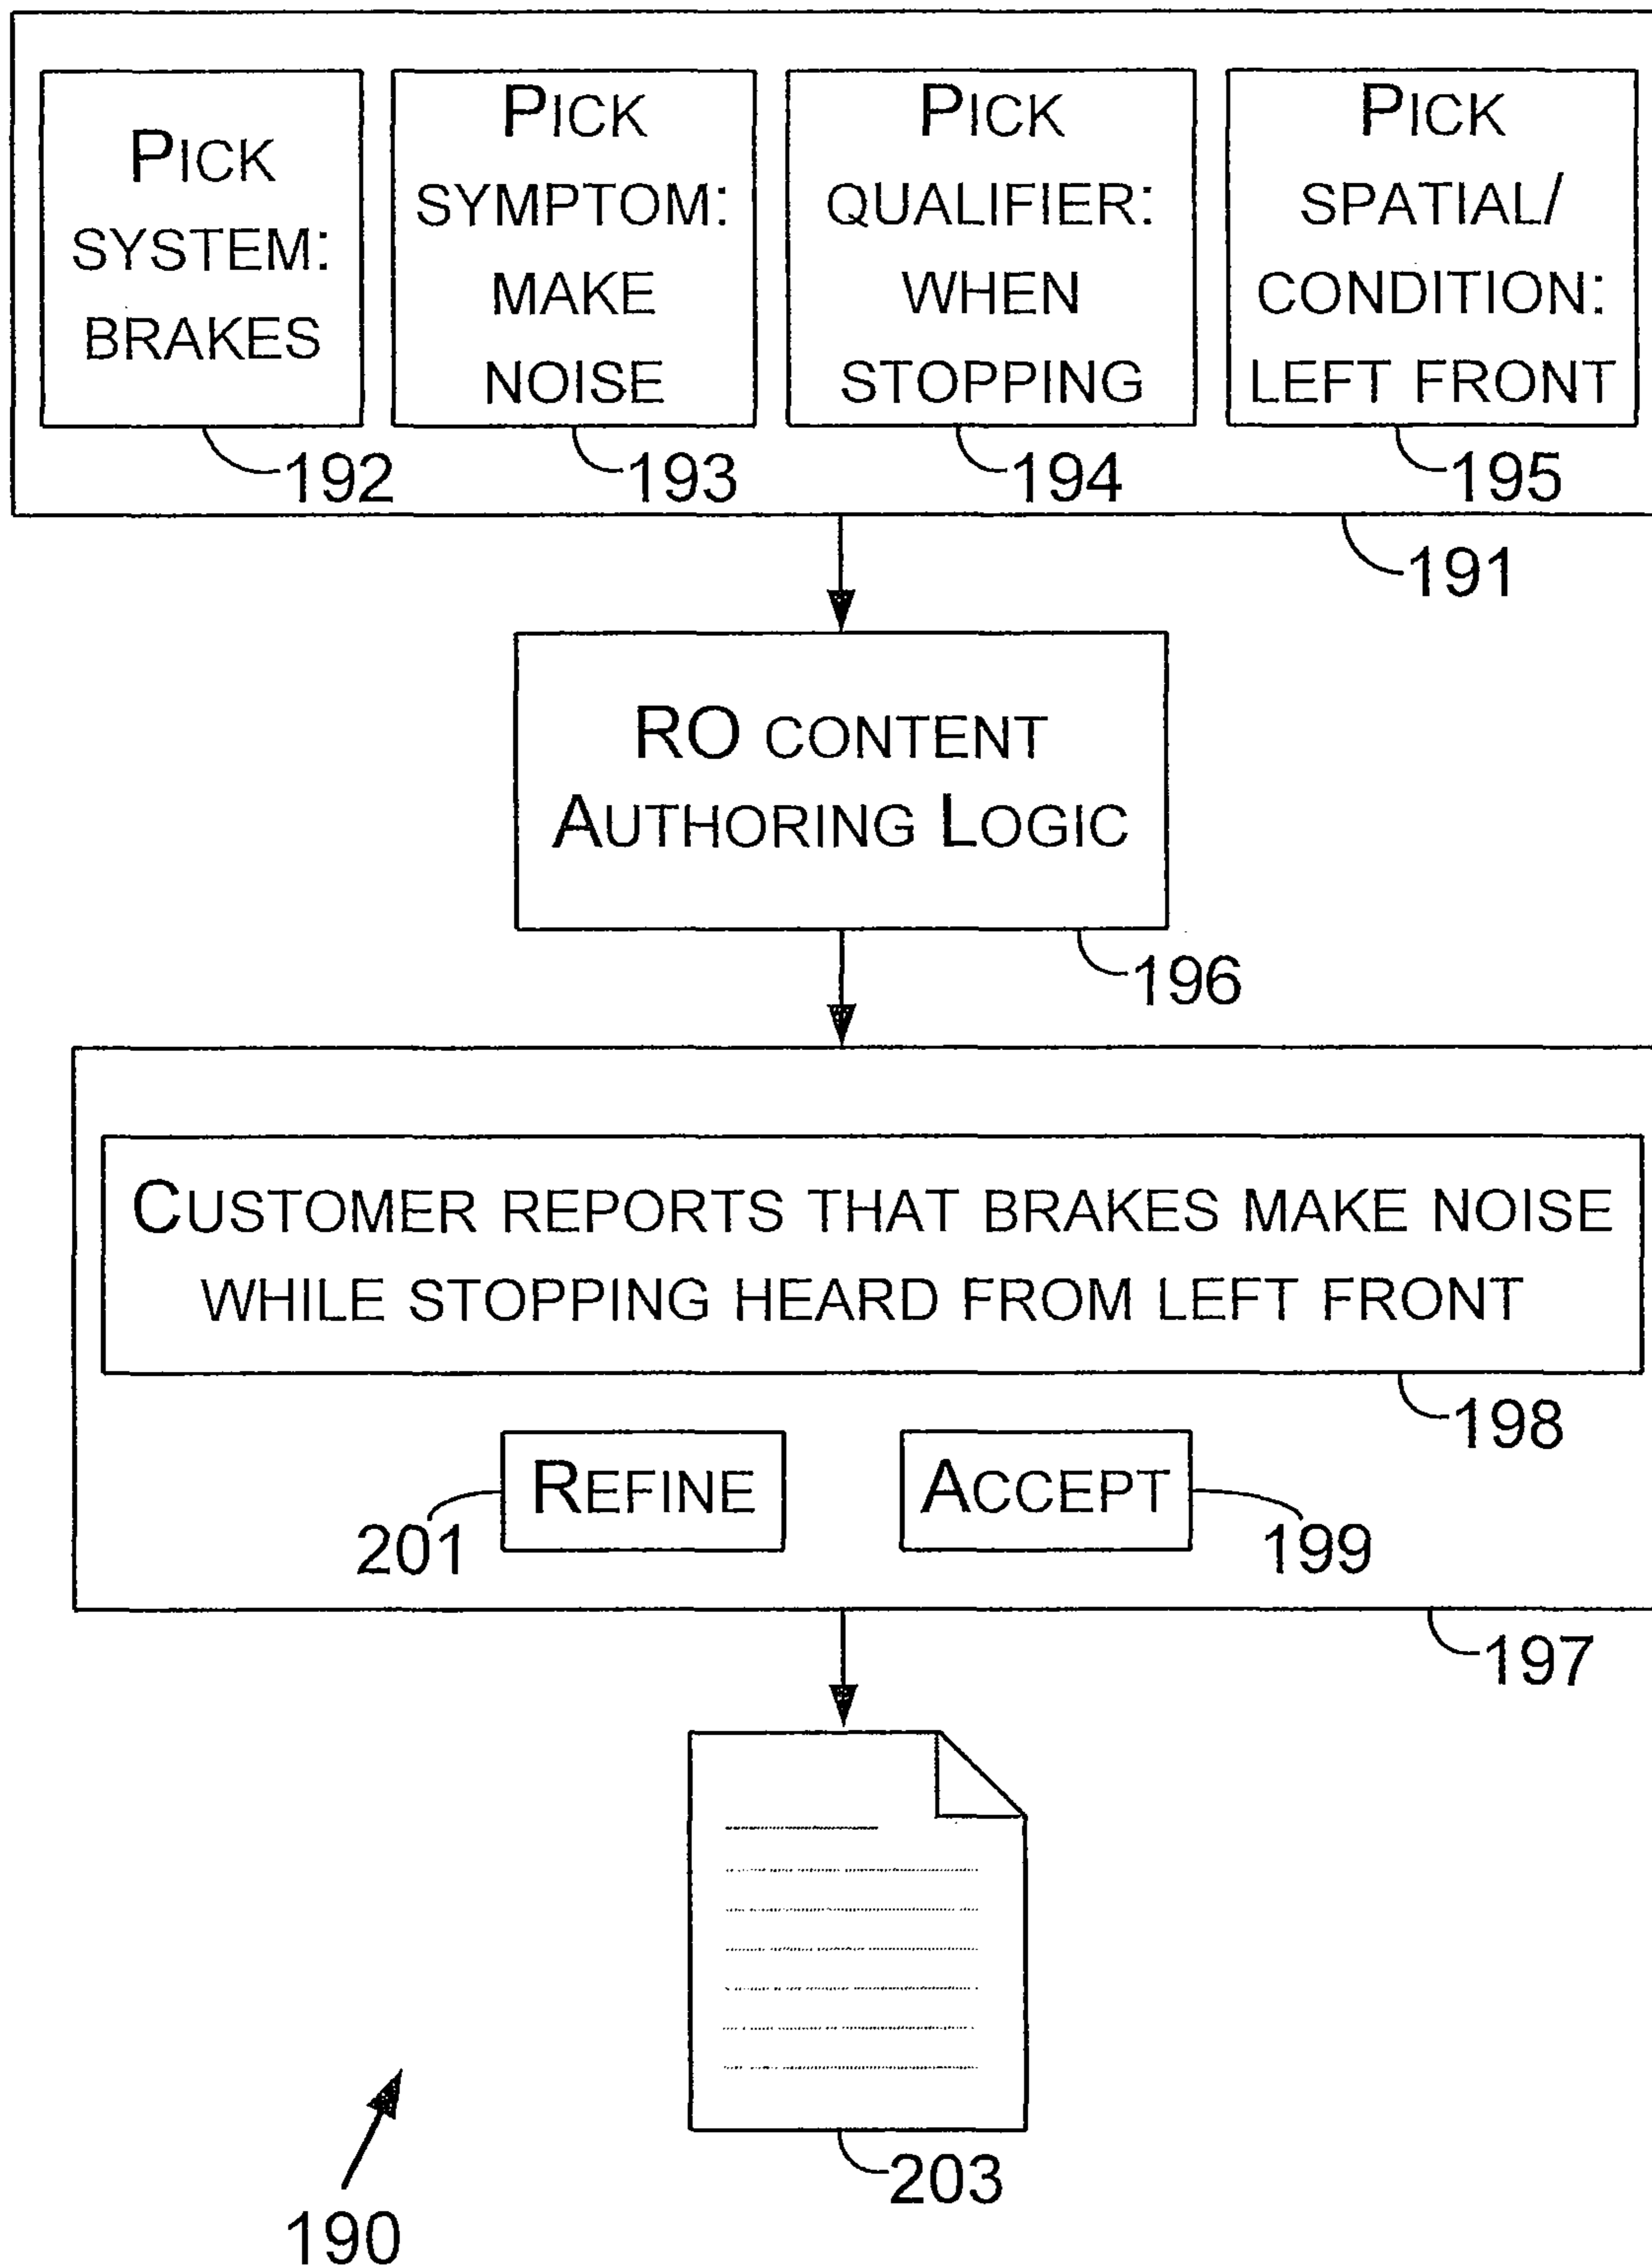 PICK
SYSTEM:
BRAKES
192
PICK
SYMPTOM:
MAKE
NOISE
193
PICK
QUALIFIER:
WHEN
STOPPING
194
PICK
SPATIAL/
CONDITION:
LEFT FRONT
195
191
RO CONTENT
AUTHORING LOGIC
196
CUSTOMER REPORTS THAT BRAKES MAKE NOISE
WHILE STOPPING HEARD FROM LEFT FRONT
198
REFINE
201
ACCEPT
199
197
203
190